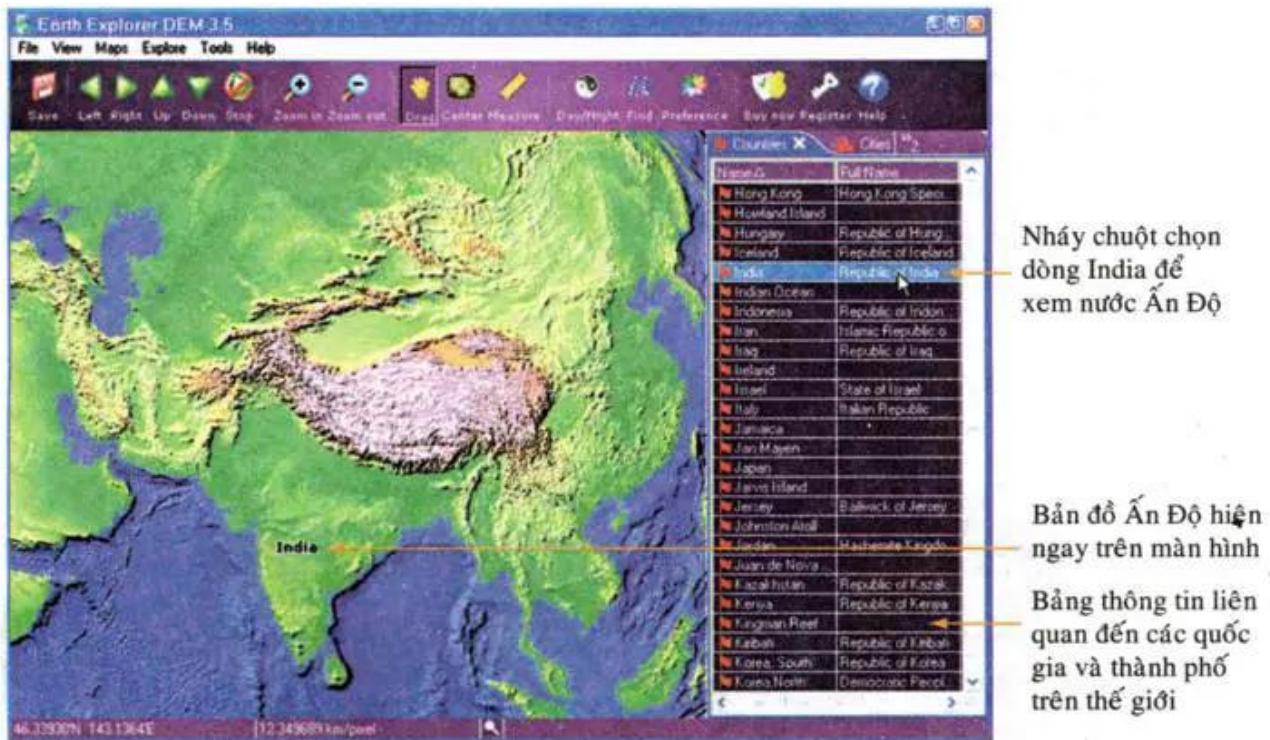 Earth Explorer DEM 3.5
File View Maps Explore Tools Help
Save Left Right Up Down Stop Zoom in Zoom out Drag Center Measure Day/Night Find Preference Buy now Register Help
Countries Cities
Name Full Name
Hong Kong Hong Kong Speci..
Howland Island
Hungary Republic of Hung..
Iceland Republic of Iceland
India Republic of India
Indian Ocean
Indonesia Republic of Indon..
Iran Islamic Republic o..
Iraq Republic of Iraq
Ireland
Israel State of Israel
Italy Italian Republic
Jamaica
Jan Mayen
Japan
Jarvis Island
Jersey Bailiwick of Jersey
Johnston Atoll
Jordan Hashemite Kingdo..
Juan de Nova ...
Kazakhstan Republic of Kazak..
Kenya Republic of Kenya
Kingman Reef
Kiribati Republic of Kiribati
Korea, South Republic of Korea
Korea, North Democratic Peopl..
India
12.349689 km/pixel
Nháy chuột chọn
dòng India để
xem nước Ấn Độ
Bản đồ Ấn Độ hiện
ngay trên màn hình
Bảng thông tin liên
quan đến các quốc
gia và thành phố
trên thế giới